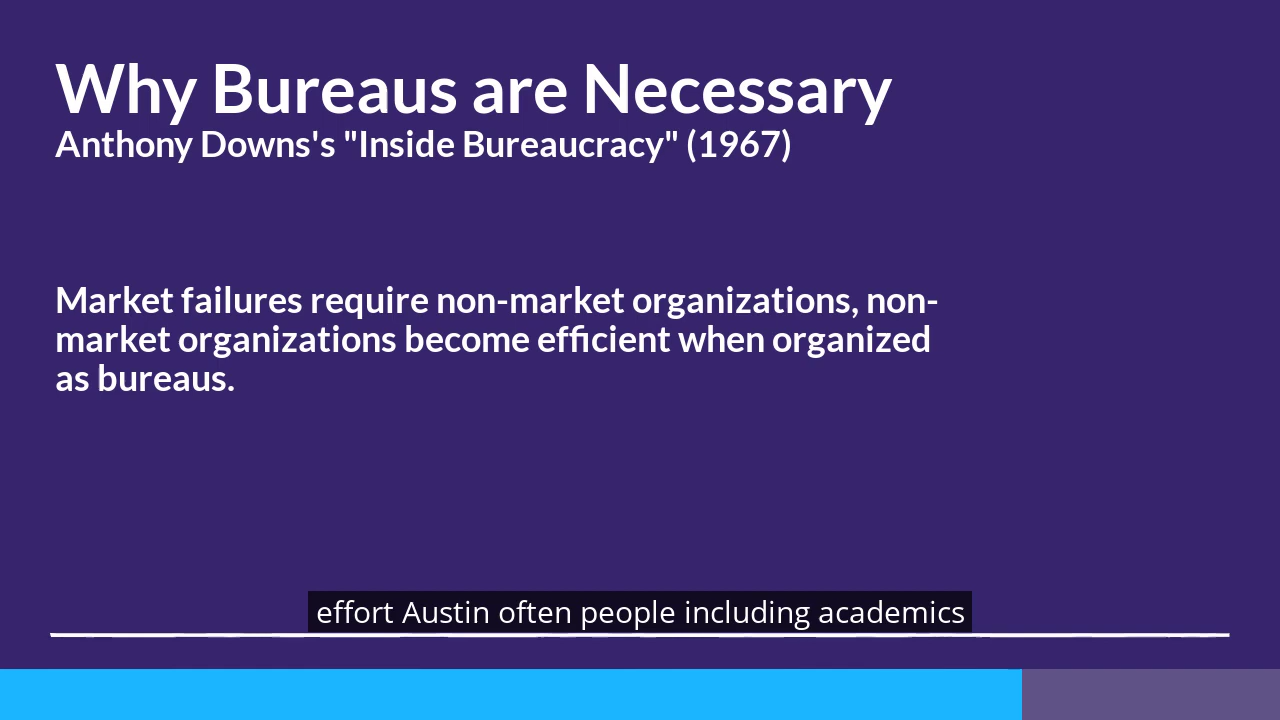 Why Bureaus are Necessary
Anthony Downs's "Inside Bureaucracy" (1967)
Market failures require non-market organizations, non-
market organizations become efficient when organized
as bureaus.
effort Austin often people including academics